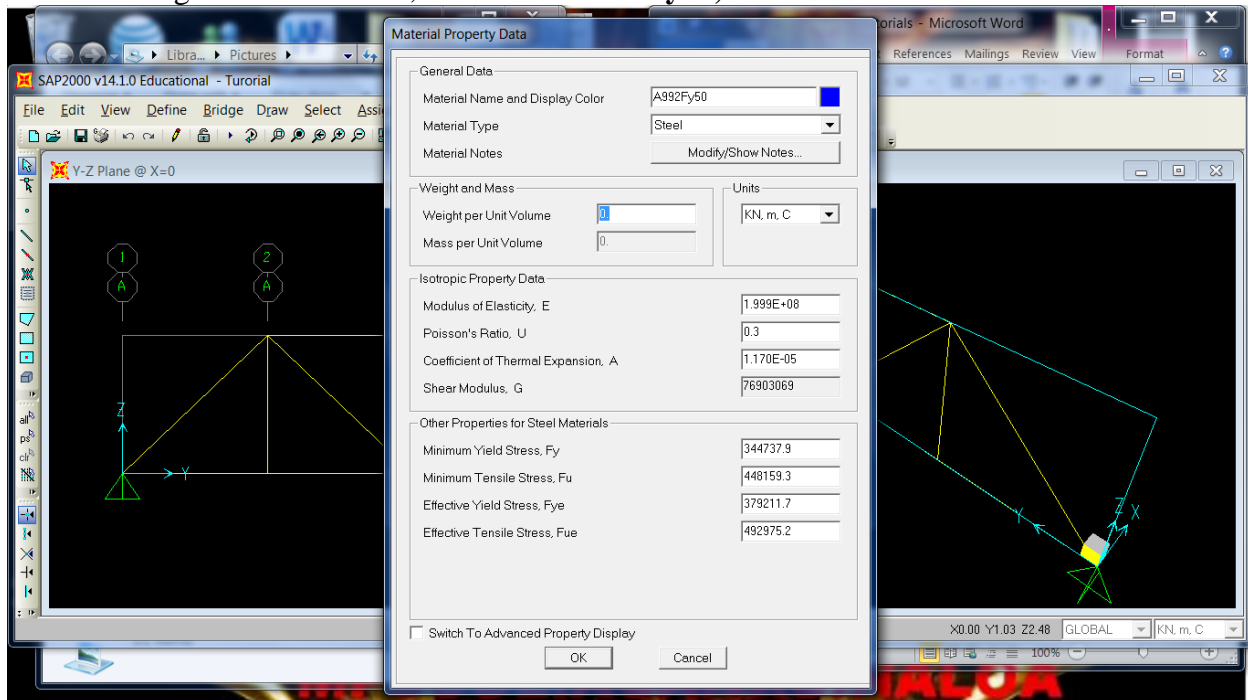 Material Property Data
orials - Microsoft Word
Libra... Pictures
References Mailings Review View Format
SAP2000 v14.1.0 Educational - Turorial
File Edit View Define Bridge Draw Select Assi
Y-Z Plane @ X=0
General Data
Material Name and Display Color A992Fy50
Material Type Steel
Material Notes Modify/Show Notes...
Weight and Mass
Weight per Unit Volume 0.
Mass per Unit Volume 0.
Units
KN, m, C
Isotropic Property Data
Modulus of Elasticity, E 1.999E+08
Poisson's Ratio, U 0.3
Coefficient of Thermal Expansion, A 1.170E-05
Shear Modulus, G 76903069
Other Properties for Steel Materials
Minimum Yield Stress, Fy 344737.9
Minimum Tensile Stress, Fu 448159.3
Effective Yield Stress, Fye 379211.7
Effective Tensile Stress, Fue 492975.2
Switch To Advanced Property Display
OK Cancel
1 2
A A
Z
Y
Y Z X
all
ps
clr
X0.00 Y1.03 Z2.48 GLOBAL KN, m, C
100%